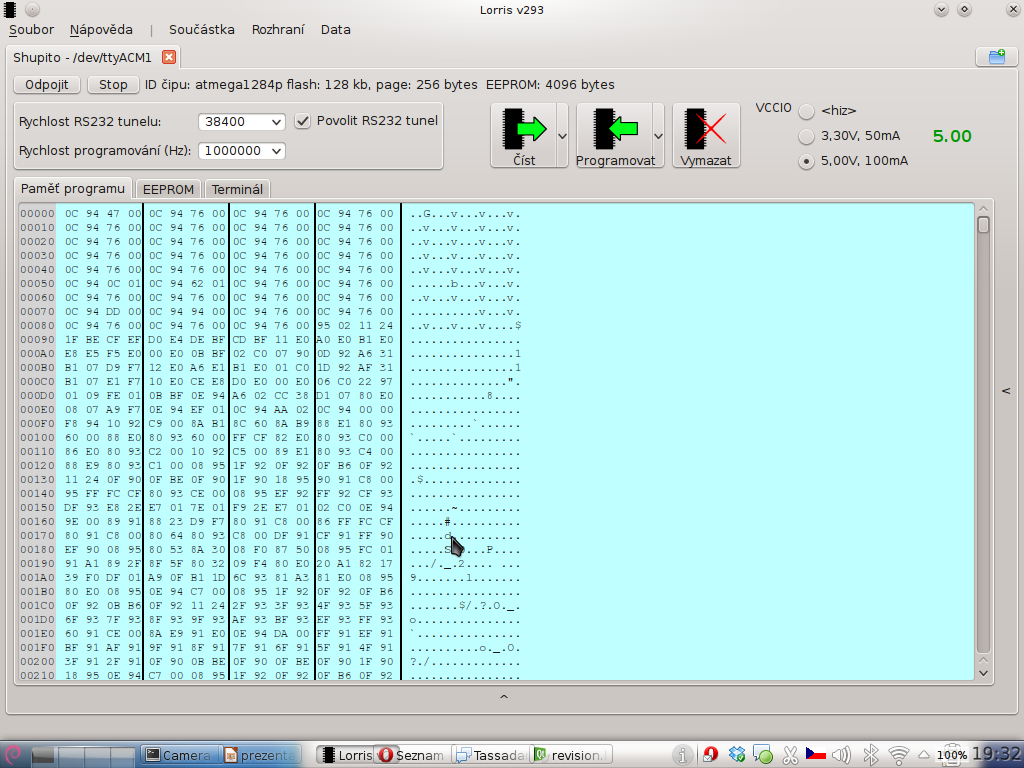 Lorris v293
Soubor Nápověda | Součástka Rozhraní Data
Shupito - /dev/ttyACM1
Odpojit Stop ID čipu: atmega1284p flash: 128 kb, page: 256 bytes EEPROM: 4096 bytes
Rychlost RS232 tunelu: 38400 Povolit RS232 tunel
Rychlost programování (Hz): 1000000
Číst Programovat Vymazat
VCCIO <hiz>
3,30V, 50mA
5,00V, 100mA
5.00
Paměť programu EEPROM Terminál
00000 0C 94 47 00 0C 94 76 00 0C 94 76 00 0C 94 76 00 ..G...v...v...v.
00010 0C 94 76 00 0C 94 76 00 0C 94 76 00 0C 94 76 00 ..v...v...v...v.
00020 0C 94 76 00 0C 94 76 00 0C 94 76 00 0C 94 76 00 ..v...v...v...v.
00030 0C 94 76 00 0C 94 76 00 0C 94 76 00 0C 94 76 00 ..v...v...v...v.
00040 0C 94 76 00 0C 94 76 00 0C 94 76 00 0C 94 76 00 ..v...v...v...v.
00050 0C 94 0C 01 0C 94 62 01 0C 94 76 00 0C 94 76 00 ......b...v...v.
00060 0C 94 76 00 0C 94 76 00 0C 94 76 00 0C 94 76 00 ..v...v...v...v.
00070 0C 94 DD 00 0C 94 94 00 0C 94 76 00 0C 94 76 00 ..........v...v.
00080 0C 94 76 00 0C 94 76 00 0C 94 76 00 95 02 11 24 ..v...v...v....$
00090 1F BE CF EF D0 E4 DE BF CD BF 11 E0 A0 E0 B1 E0 ................
000A0 E8 E5 F5 E0 00 E0 0B BF 02 C0 07 90 0D 92 A6 31 ...............1
000B0 B1 07 D9 F7 12 E0 A6 E1 B1 E0 01 C0 1D 92 AF 31 ...............1
000C0 B1 07 E1 F7 10 E0 CE E8 D0 E0 00 E0 06 C0 22 97 ..............".
000D0 01 09 FE 01 0B BF 0E 94 A6 02 CC 38 D1 07 80 E0 ...........8....
000E0 08 07 A9 F7 0E 94 EF 01 0C 94 AA 02 0C 94 00 00 ................
000F0 F8 94 10 92 C9 00 8A B1 8C 60 8A B9 88 E1 80 93 .........`......
00100 60 00 88 E0 80 93 60 00 FF CF 82 E0 80 93 C0 00 `.....`.........
00110 86 E0 80 93 C2 00 10 92 C5 00 89 E1 80 93 C4 00 ................
00120 88 E9 80 93 C1 00 08 95 1F 92 0F 92 0F B6 0F 92 ................
00130 11 24 0F 90 0F BE 0F 90 1F 90 18 95 90 91 C8 00 .$..............
00140 95 FF FC CF 80 93 CE 00 08 95 EF 92 FF 92 CF 93 ................
00150 DF 93 E8 2E E7 01 7E 01 F9 2E E7 01 02 C0 0E 94 ......~.........
00160 9E 00 89 91 88 23 D9 F7 80 91 C8 00 86 FF FC CF .....#..........
00170 80 91 C8 00 80 64 80 93 C8 00 DF 91 CF 91 FF 90 .....d..........
00180 EF 90 08 95 80 53 8A 30 08 F0 87 50 08 95 FC 01 .....S.....P....
00190 91 A1 89 2F 8F 5F 80 32 09 F4 80 E0 20 A1 82 17 .../._.2.... ...
001A0 39 F0 DF 01 A9 0F B1 1D 6C 93 81 A3 81 E0 08 95 9.......l.......
001B0 80 E0 08 95 0E 94 C7 00 08 95 1F 92 0F 92 0F B6 ................
001C0 0F 92 0B B6 0F 92 11 24 2F 93 3F 93 4F 93 5F 93 .......$/.?.O._.
001D0 6F 93 7F 93 8F 93 9F 93 AF 93 BF 93 EF 93 FF 93 o...............
001E0 60 91 CE 00 8A E9 91 E0 0E 94 DA 00 FF 91 EF 91 `...............
001F0 BF 91 AF 91 9F 91 8F 91 7F 91 6F 91 5F 91 4F 91 ..........o._.O.
00200 3F 91 2F 91 0F 90 0B BE 0F 90 0F BE 0F 90 1F 90 ?./.............
00210 18 95 0E 94 C7 00 08 95 1F 92 0F 92 0F B6 0F 92 ................
Camera prezent Lorris Seznam Tassada revision. 100% 19:32